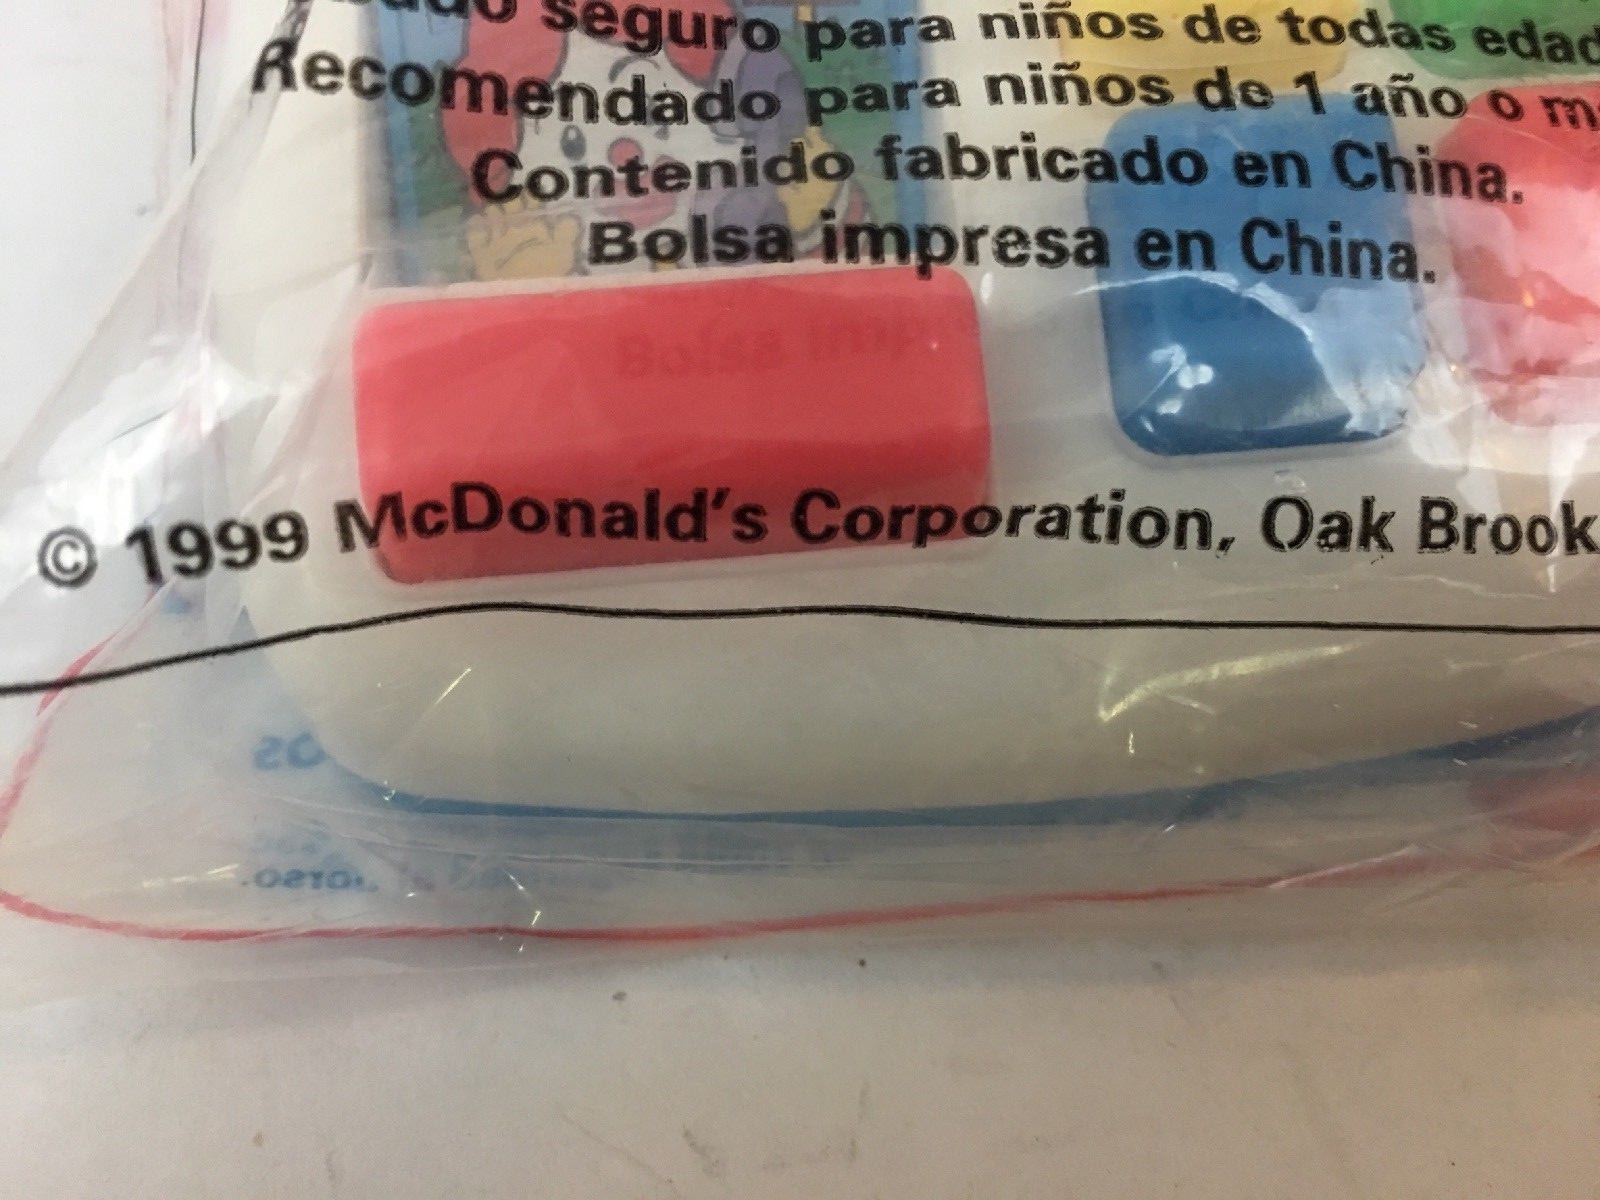 seguro para niños de todas edad
Recomendado para niños de 1 año o m
Contenido fabricado en China.
Bolsa impresa en China.
© 1999 McDonald's Corporation, Oak Brook